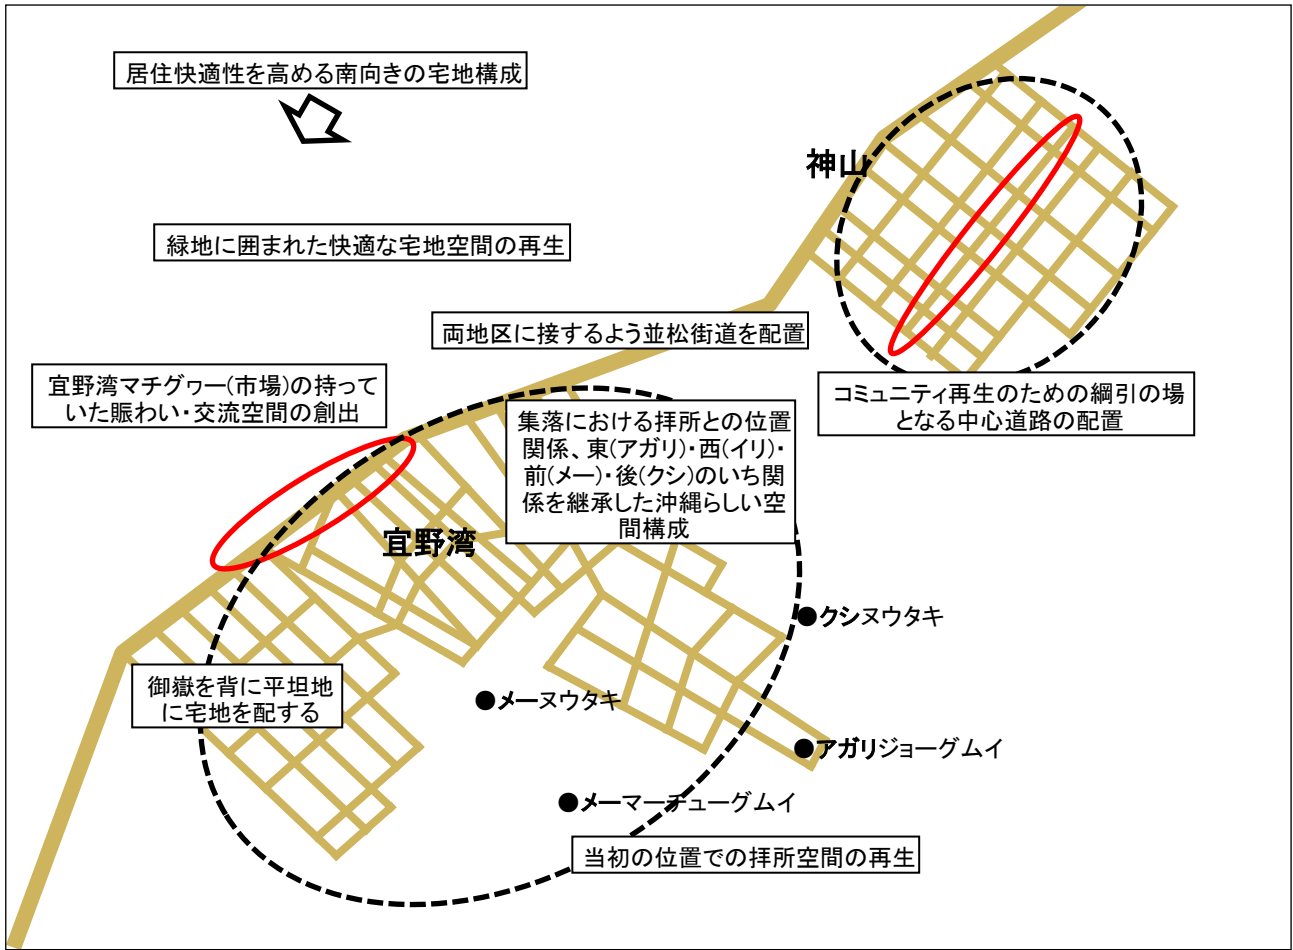 居住快適性を高める南向きの宅地構成
神山
緑地に囲まれた快適な宅地空間の再生
両地区に接するよう並松街道を配置
宜野湾マチグヮー(市場)の持って
いた賑わい・交流空間の創出
コミュニティ再生のための綱引の場
となる中心道路の配置
集落における拝所との位置
関係、東(アガリ)・西(イリ)・
前(メー)・後(クシ)のいち関
係を継承した沖縄らしい空
間構成
宜野湾
クシヌウタキ
御嶽を背に平坦地
に宅地を配する
メーヌウタキ
アガリジョーグムイ
メーマーチューグムイ
当初の位置での拝所空間の再生